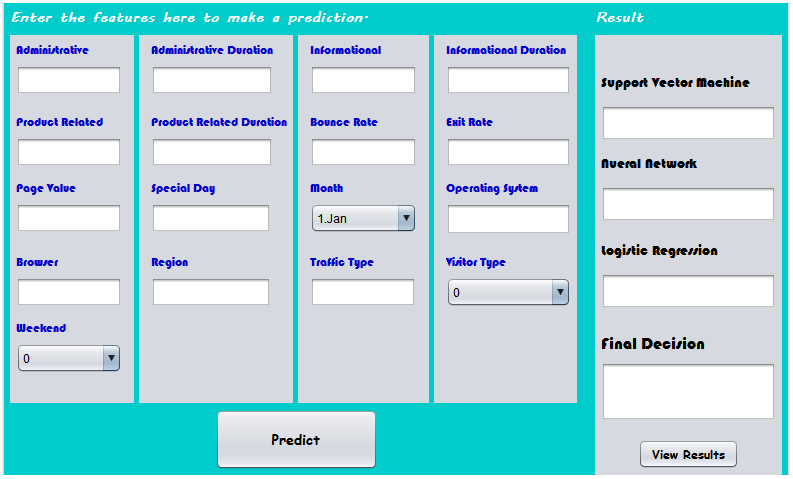 Enter the features here to make a prediction.
Result
Administrative
Administrative Duration
Informational
Informational Duration
Support Vector Machine
Product Related
Product Related Duration
Bounce Rate
Exit Rate
Nueral Network
Page Value
Special Day
Month
Operating System
1.Jan
Logistic Regression
Browser
Region
Traffic Type
Visitor Type
0
Weekend
Final Decision
0
Predict
View Results